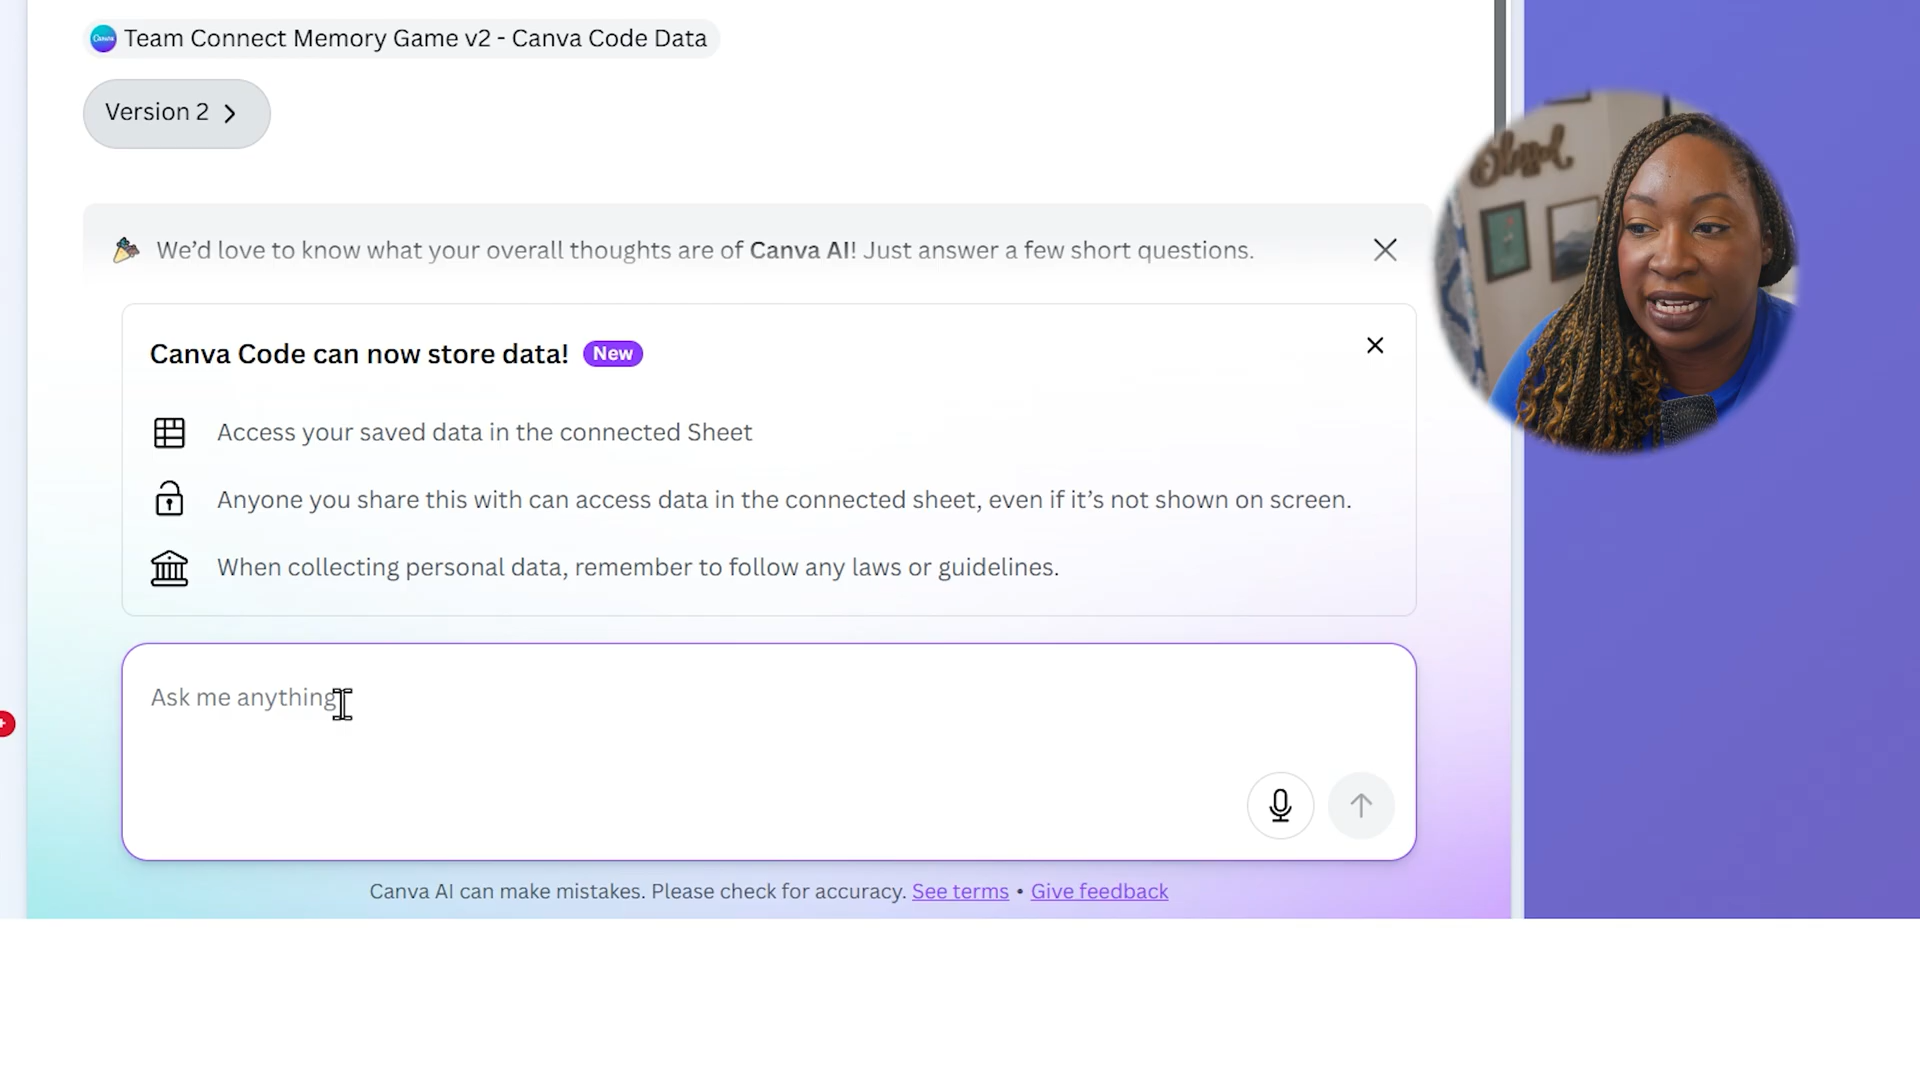 Team Connect Memory Game v2 - Canva Code Data
Version 2
We'd love to know what your overall thoughts are of Canva AI! Just answer a few short questions.
Canva Code can now store data! New
Access your saved data in the connected Sheet
Anyone you share this with can access data in the connected sheet, even if it's not shown on screen.
When collecting personal data, remember to follow any laws or guidelines.
Ask me anything
Canva AI can make mistakes. Please check for accuracy. See terms • Give feedback
Blessed